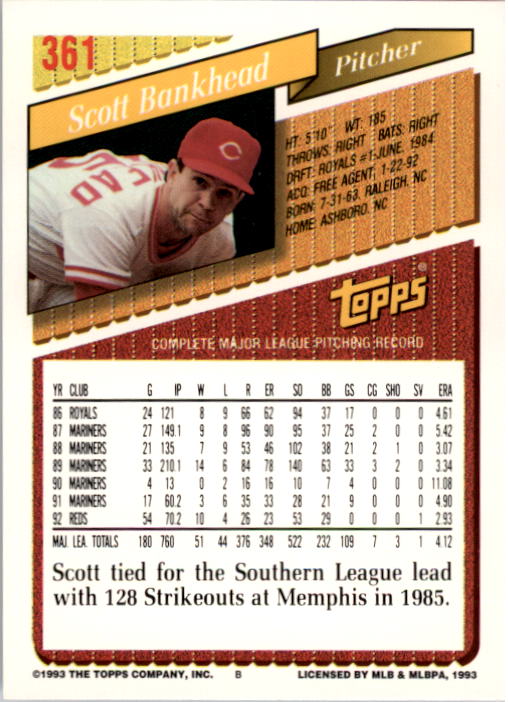 361
Scott Bankhead
Pitcher
HT: 5'10" WT: 185
THROWS: RIGHT BATS: RIGHT
DRFT: ROYALS #1-JUNE, 1984
ACQ: FREE AGENT, 1-22-92
BORN: 7-31-63, RALEIGH, NC
HOME: ASHBORO, NC
TOPPS®
COMPLETE MAJOR LEAGUE PITCHING RECORD
YR CLUB G IP W L R ER SO BB GS CG SHO SV ERA
86 ROYALS 24 121 8 9 66 62 94 37 17 0 0 0 4.61
87 MARINERS 27 149.1 9 8 96 90 95 37 25 2 0 0 5.42
88 MARINERS 21 135 7 9 53 46 102 38 21 2 1 0 3.07
89 MARINERS 33 210.1 14 6 84 78 140 63 33 3 2 0 3.34
90 MARINERS 4 13 0 2 16 16 10 7 4 0 0 0 11.08
91 MARINERS 17 60.2 3 6 35 33 28 21 9 0 0 0 4.90
92 REDS 54 70.2 10 4 26 23 53 29 0 0 0 1 2.93
MAJ. LEA. TOTALS 180 760 51 44 376 348 522 232 109 7 3 1 4.12
Scott tied for the Southern League lead
with 128 Strikeouts at Memphis in 1985.
©1993 THE TOPPS COMPANY, INC. B LICENSED BY MLB & MLBPA, 1993